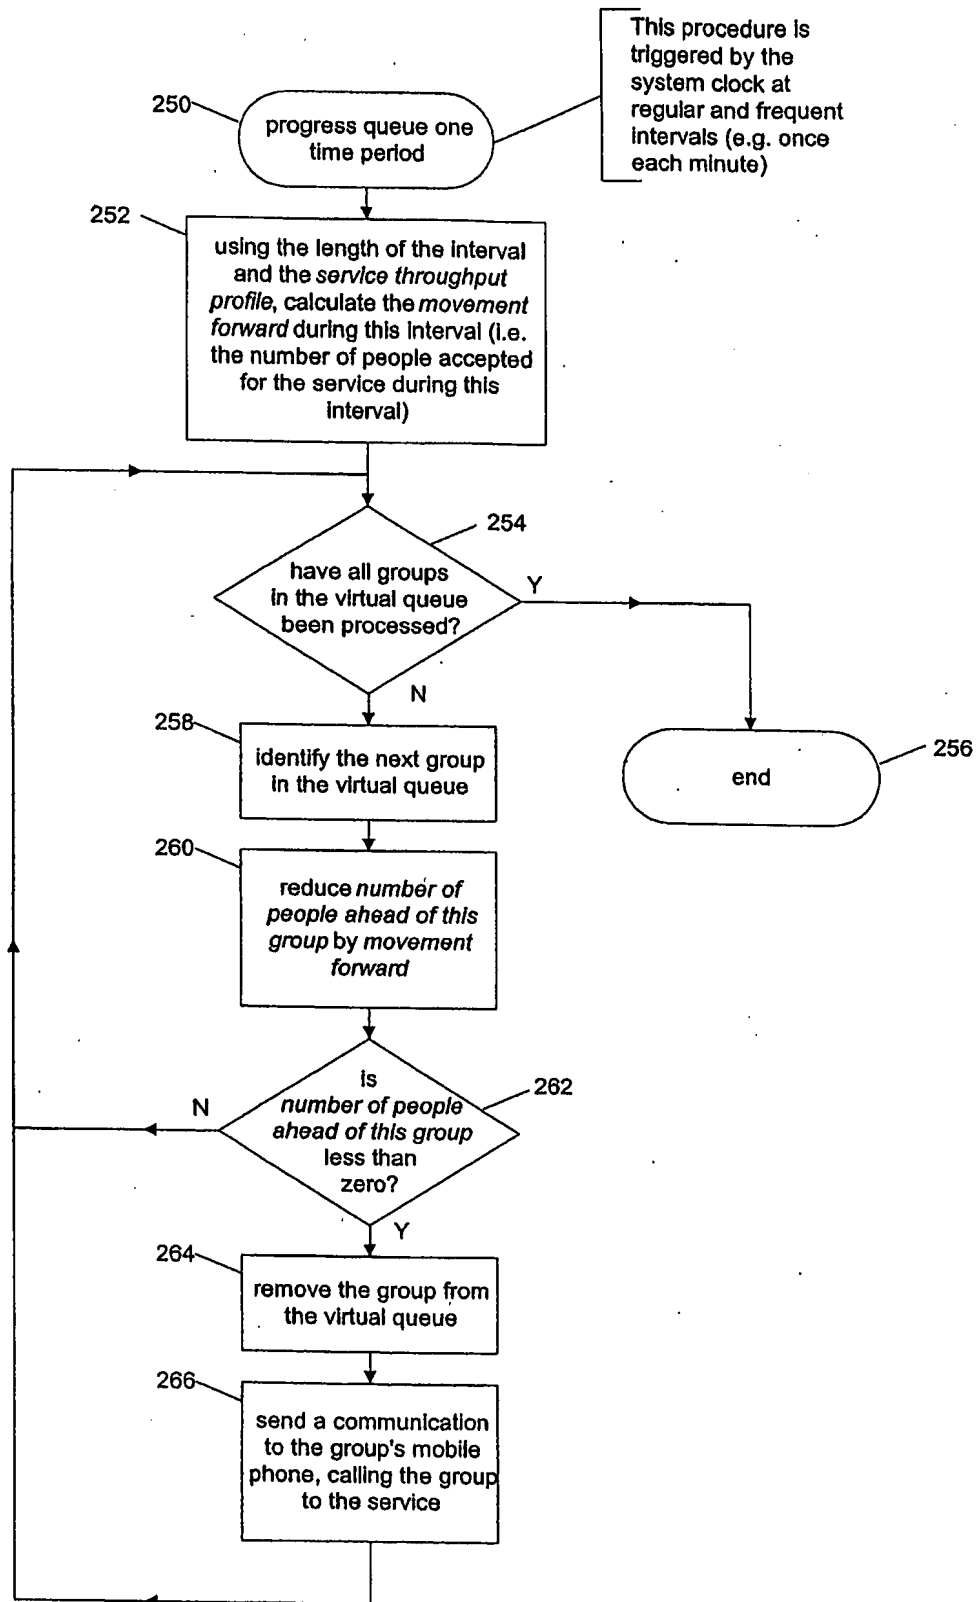 This procedure is
triggered by the
system clock at
regular and frequent
intervals (e.g. once
each minute)
250
progress queue one
time period
252
using the length of the interval
and the service throughput
profile, calculate the movement
forward during this interval (i.e.
the number of people accepted
for the service during this
interval)
254
have all groups
in the virtual queue
been processed?
Y
N
258
identify the next group
in the virtual queue
256
end
260
reduce number of
people ahead of this
group by movement
forward
262
is
number of people
ahead of this group
less than
zero?
N
Y
264
remove the group from
the virtual queue
266
send a communication
to the group's mobile
phone, calling the group
to the service